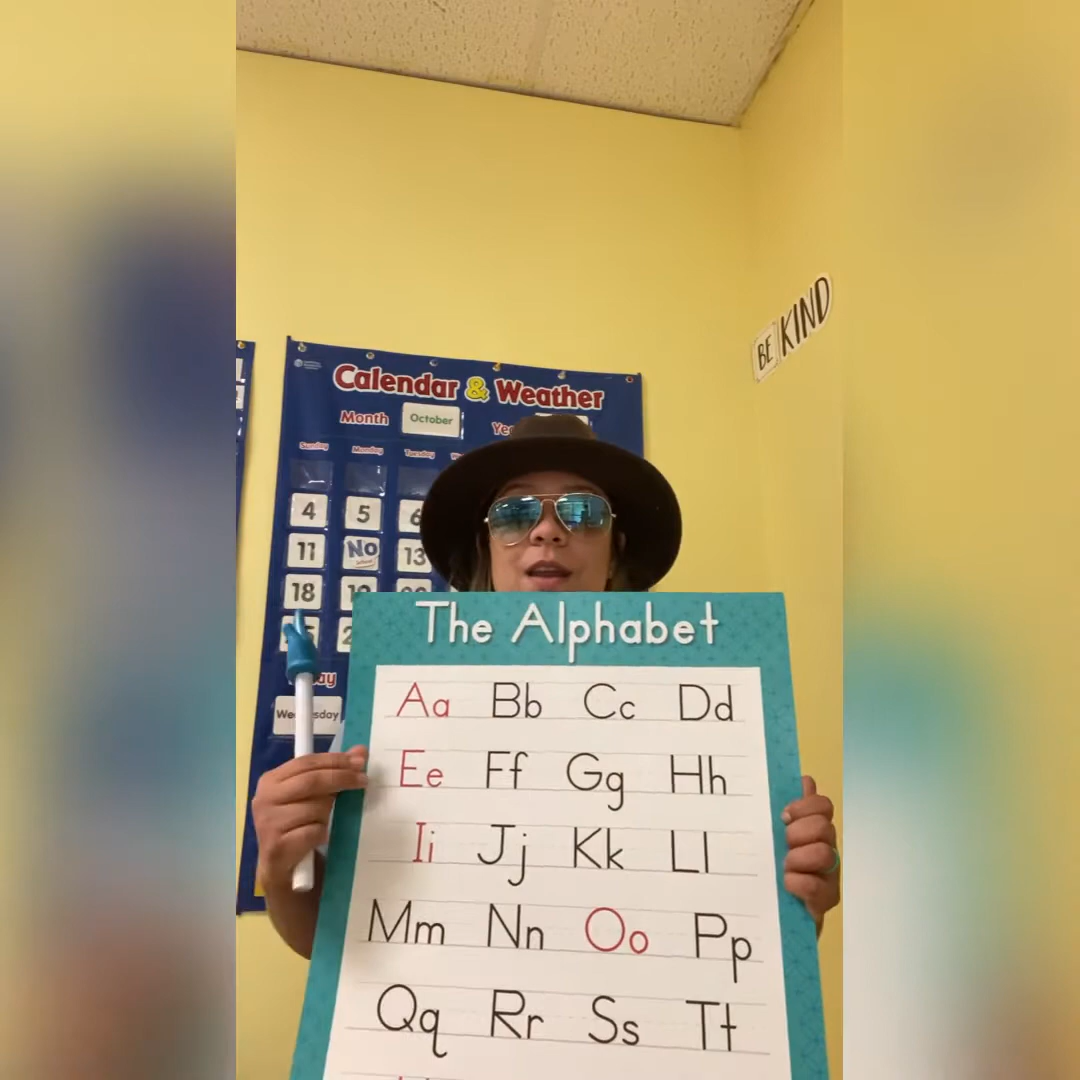 Calendar & Weather
Month October
Sunday Monday Tuesday
4 5 6
11 No 13
18
BE KIND
The Alphabet
Aa Bb Cc Dd
Ee Ff Gg Hh
Ii Jj Kk Ll
Mm Nn Oo Pp
Qq Rr Ss Tt